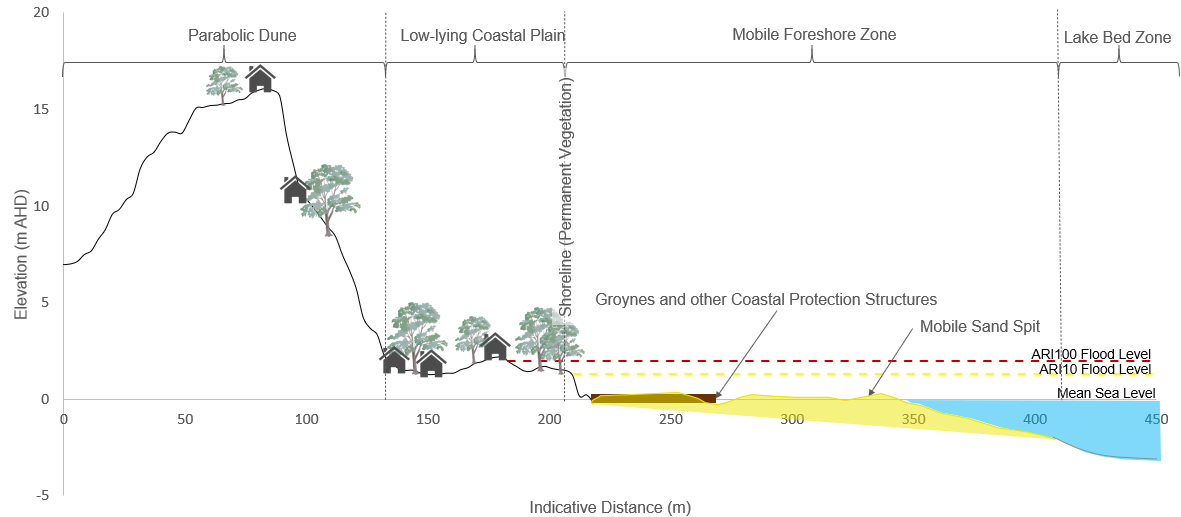 20
Parabolic Dune
Low-lying Coastal Plain
Mobile Foreshore Zone
Lake Bed Zone
15
10
5
0
-5
Elevation (m AHD)
Shoreline (Permanent Vegetation)
Groynes and other Coastal Protection Structures
Mobile Sand Spit
ARI100 Flood Level
ARI10 Flood Level
Mean Sea Level
0 50 100 150 200 250 300 350 400 450
Indicative Distance (m)